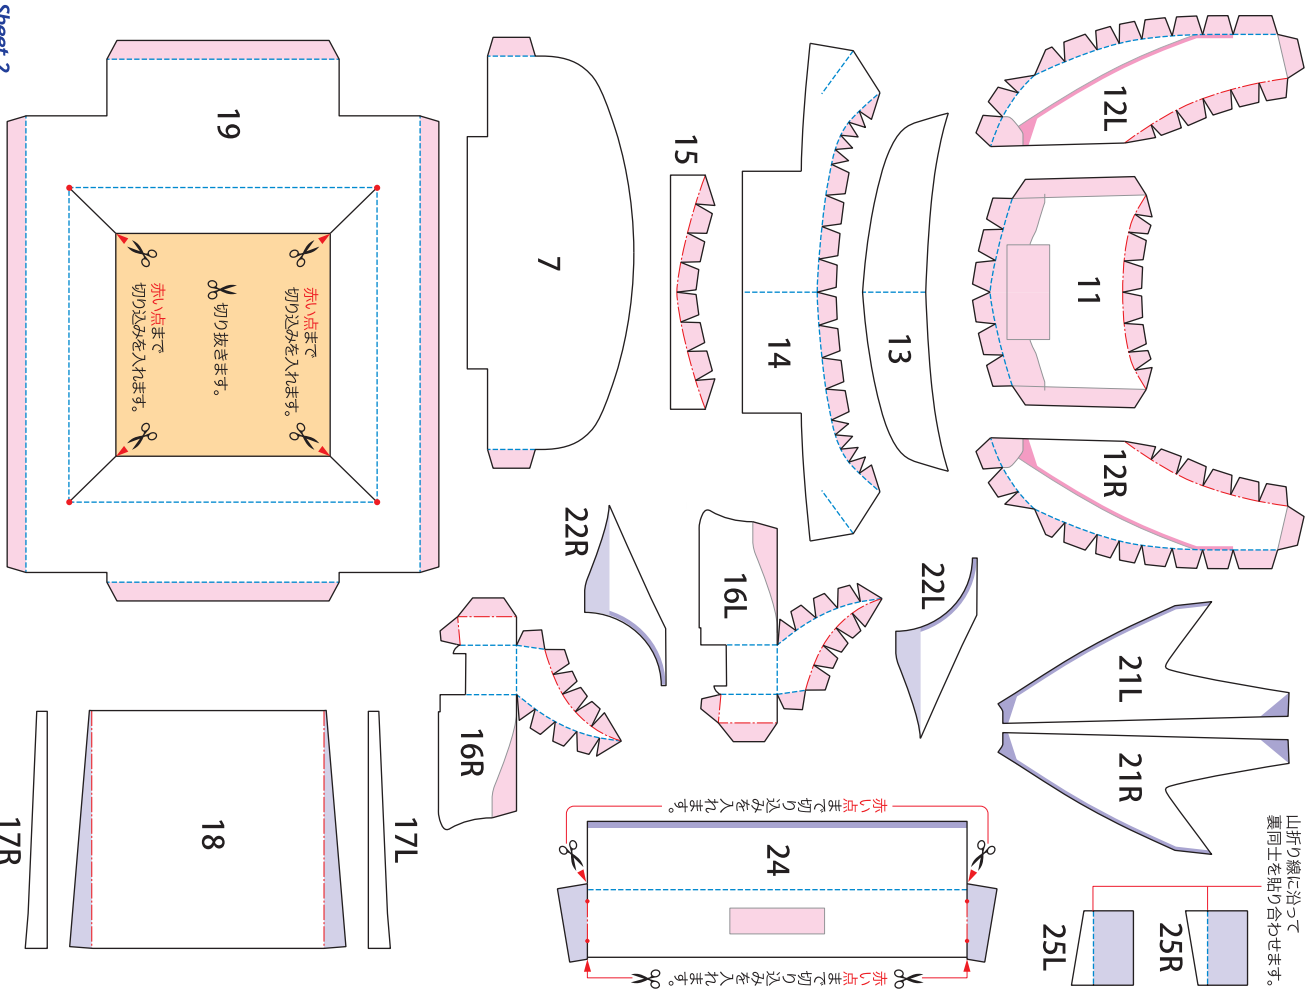 山折り線に沿って
裏同士を貼り合わせます。
12L
11
12R
21L
21R
25R
25L
13
22L
赤い点まで切り込みを入れます。
14
24
赤い点まで切り込みを入れます。
15
16L
7
22R
16R
17L
赤い点まで
切り込みを入れます。
切り抜きます。
赤い点まで
切り込みを入れます。
19
18
17R
Sheet 2